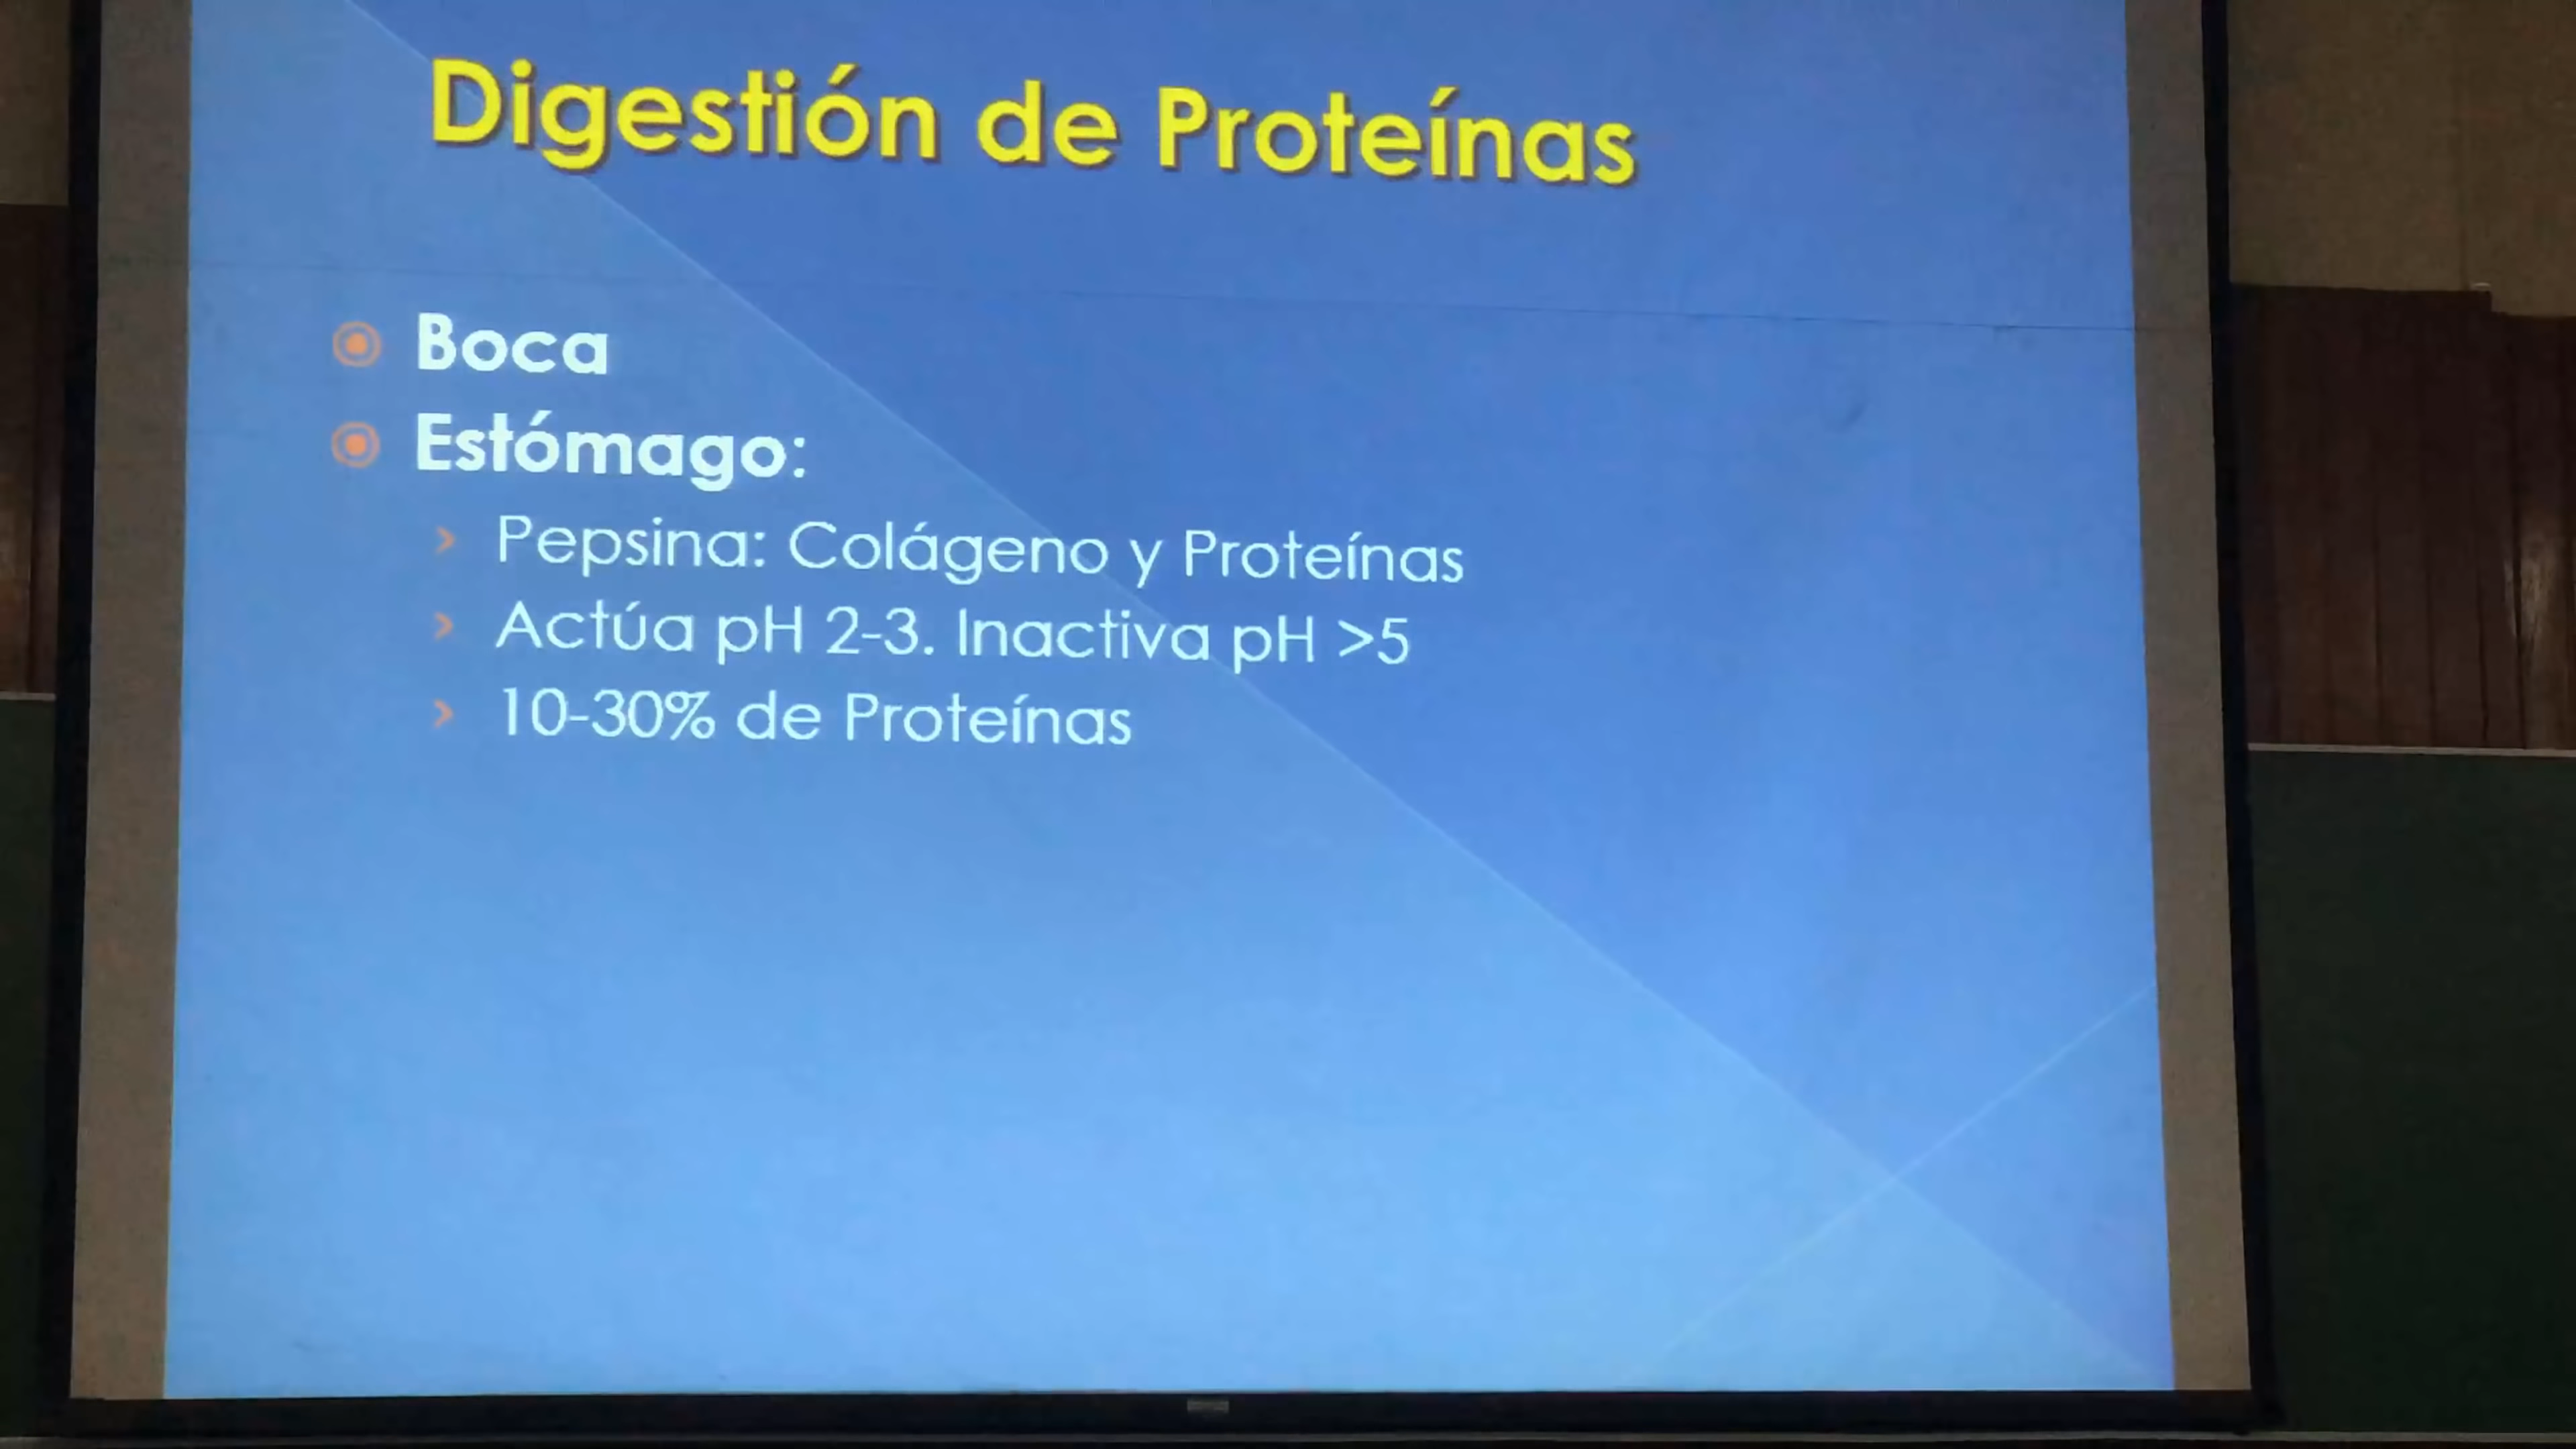 Digestión de Proteínas
Boca
Estómago:
Pepsina: Colágeno y Proteínas
Actúa pH 2-3. Inactiva pH >5
10-30% de Proteínas